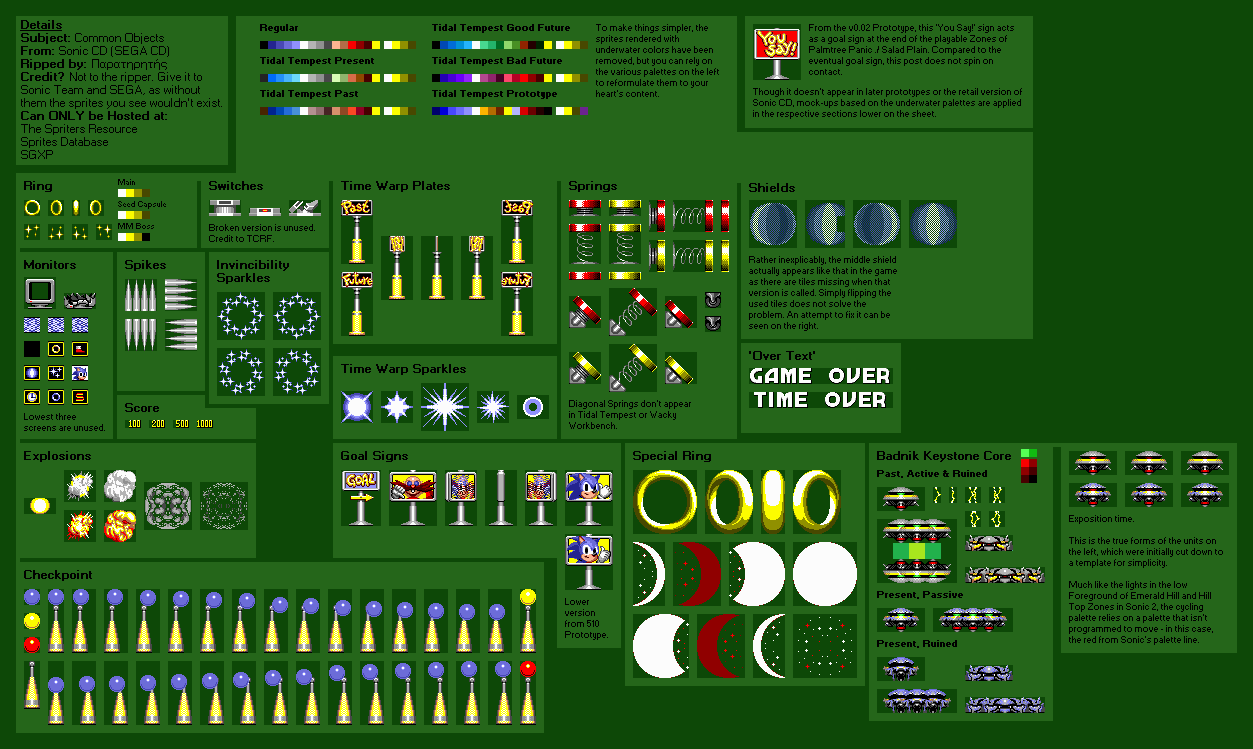 Details
Subject: Common Objects
From: Sonic CD (SEGA CD)
Ripped by: Παρατηρητής
Credit? Not to the ripper. Give it to
Sonic Team and SEGA, as without
them the sprites you see wouldn't exist.
Can ONLY be Hosted at:
The Spriters Resource
Sprites Database
SGXP
Regular
Tidal Tempest Present
Tidal Tempest Past
Tidal Tempest Good Future
Tidal Tempest Bad Future
Tidal Tempest Prototype
To make things simpler, the
sprites rendered with
underwater colors have been
removed, but you can rely on
the various palettes on the left
to reformulate them to your
heart's content.
YOU
SAY!
From the v0.02 Prototype, this 'You Say!' sign acts
as a goal sign at the end of the playable Zones of
Palmtree Panic / Salad Plain. Compared to the
eventual goal sign, this post does not spin on
contact.
Though it doesn't appear in later prototypes or the retail version of
Sonic CD, mock-ups based on the underwater palettes are applied
in the respective sections lower on the sheet.
Ring
Main
Seed Capsule
MM Boss
Switches
Broken version is unused.
Credit to TCRF.
Time Warp Plates
Past
Past
Future
Future
Springs
Diagonal Springs don't appear
in Tidal Tempest or Wacky
Workbench.
Shields
Rather inexplicably, the middle shield
actually appears like that in the game
as there are tiles missing when that
version is called. Simply flipping the
used tiles does not solve the
problem. An attempt to fix it can be
seen on the right.
Monitors
Lowest three
screens are unused.
Spikes
Invincibility
Sparkles
Score
100 200 500 1000
Time Warp Sparkles
'Over Text'
GAME OVER
TIME OVER
Explosions
Goal Signs
GOAL
Lower
version
from 510
Prototype.
Special Ring
Badnik Keystone Core
Past, Active & Ruined
Present, Passive
Present, Ruined
Exposition time.
This is the true forms of the units on
the left, which were initially cut down to
a template for simplicity.
Much like the lights in the low
Foreground of Emerald Hill and Hill
Top Zones in Sonic 2, the cycling
palette relies on a palette that isn't
programmed to move - in this case,
the red from Sonic's palette line.
Checkpoint